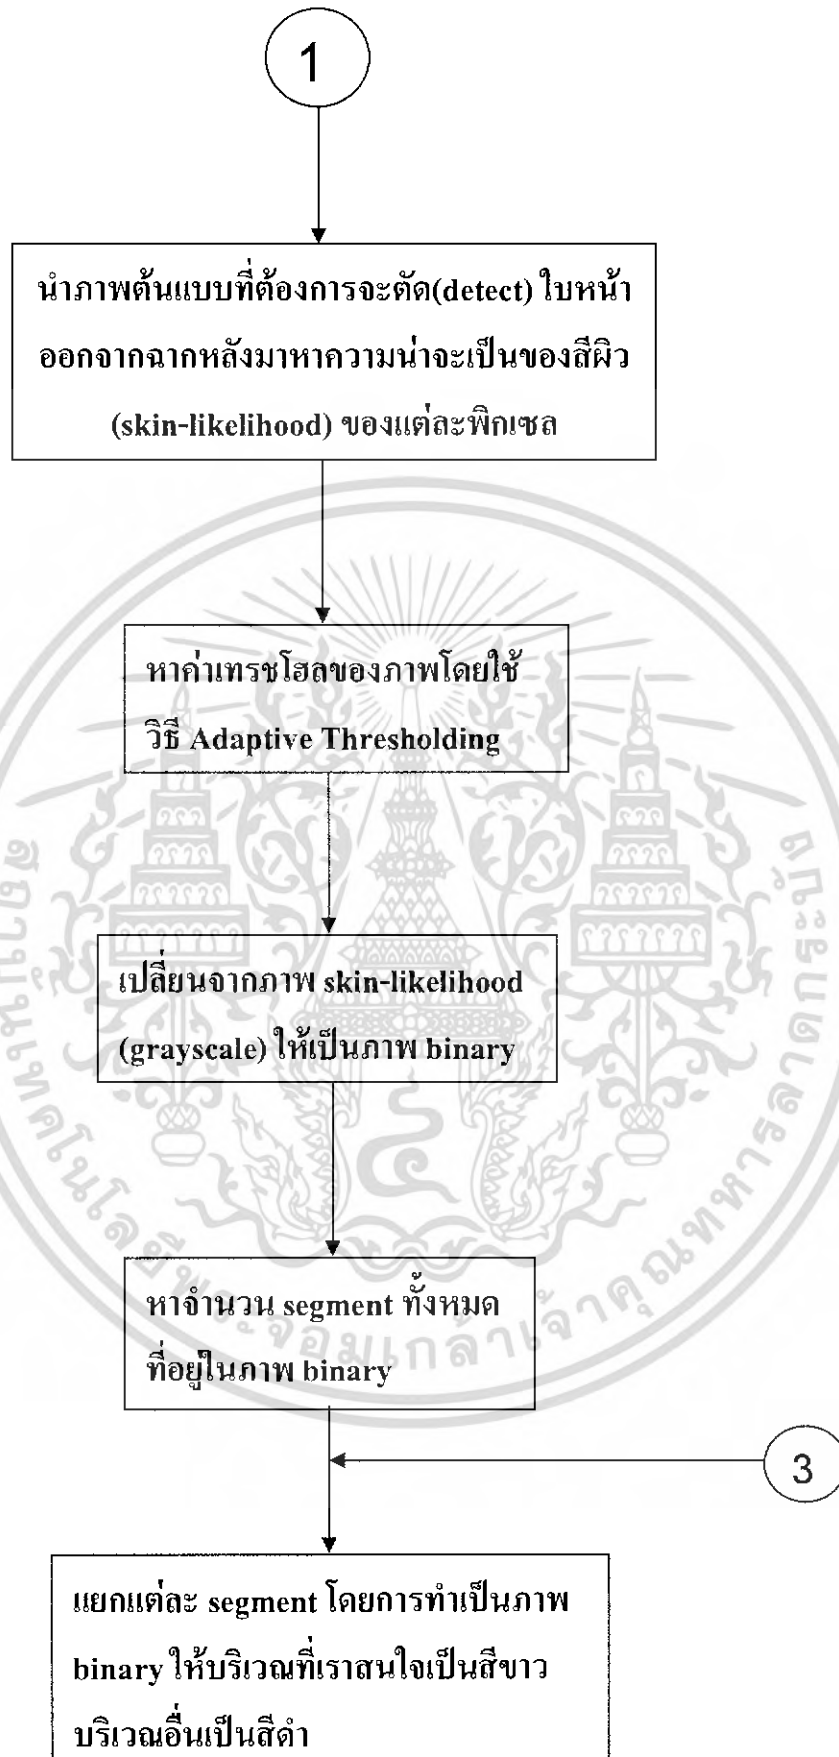 1
นำภาพต้นแบบที่ต้องการจะตัด(detect) ใบหน้า
ออกจากฉากหลังมาหาความน่าจะเป็นของสีผิว
(skin-likelihood) ของแต่ละพิกเซล
หาค่าเทรชโฮลของภาพโดยใช้
วิธี Adaptive Thresholding
เปลี่ยนจากภาพ skin-likelihood
(grayscale) ให้เป็นภาพ binary
หาจำนวน segment ทั้งหมด
ที่อยู่ในภาพ binary
3
แยกแต่ละ segment โดยการทำเป็นภาพ
binary ให้บริเวณที่เราสนใจเป็นสีขาว
บริเวณอื่นเป็นสีดำ